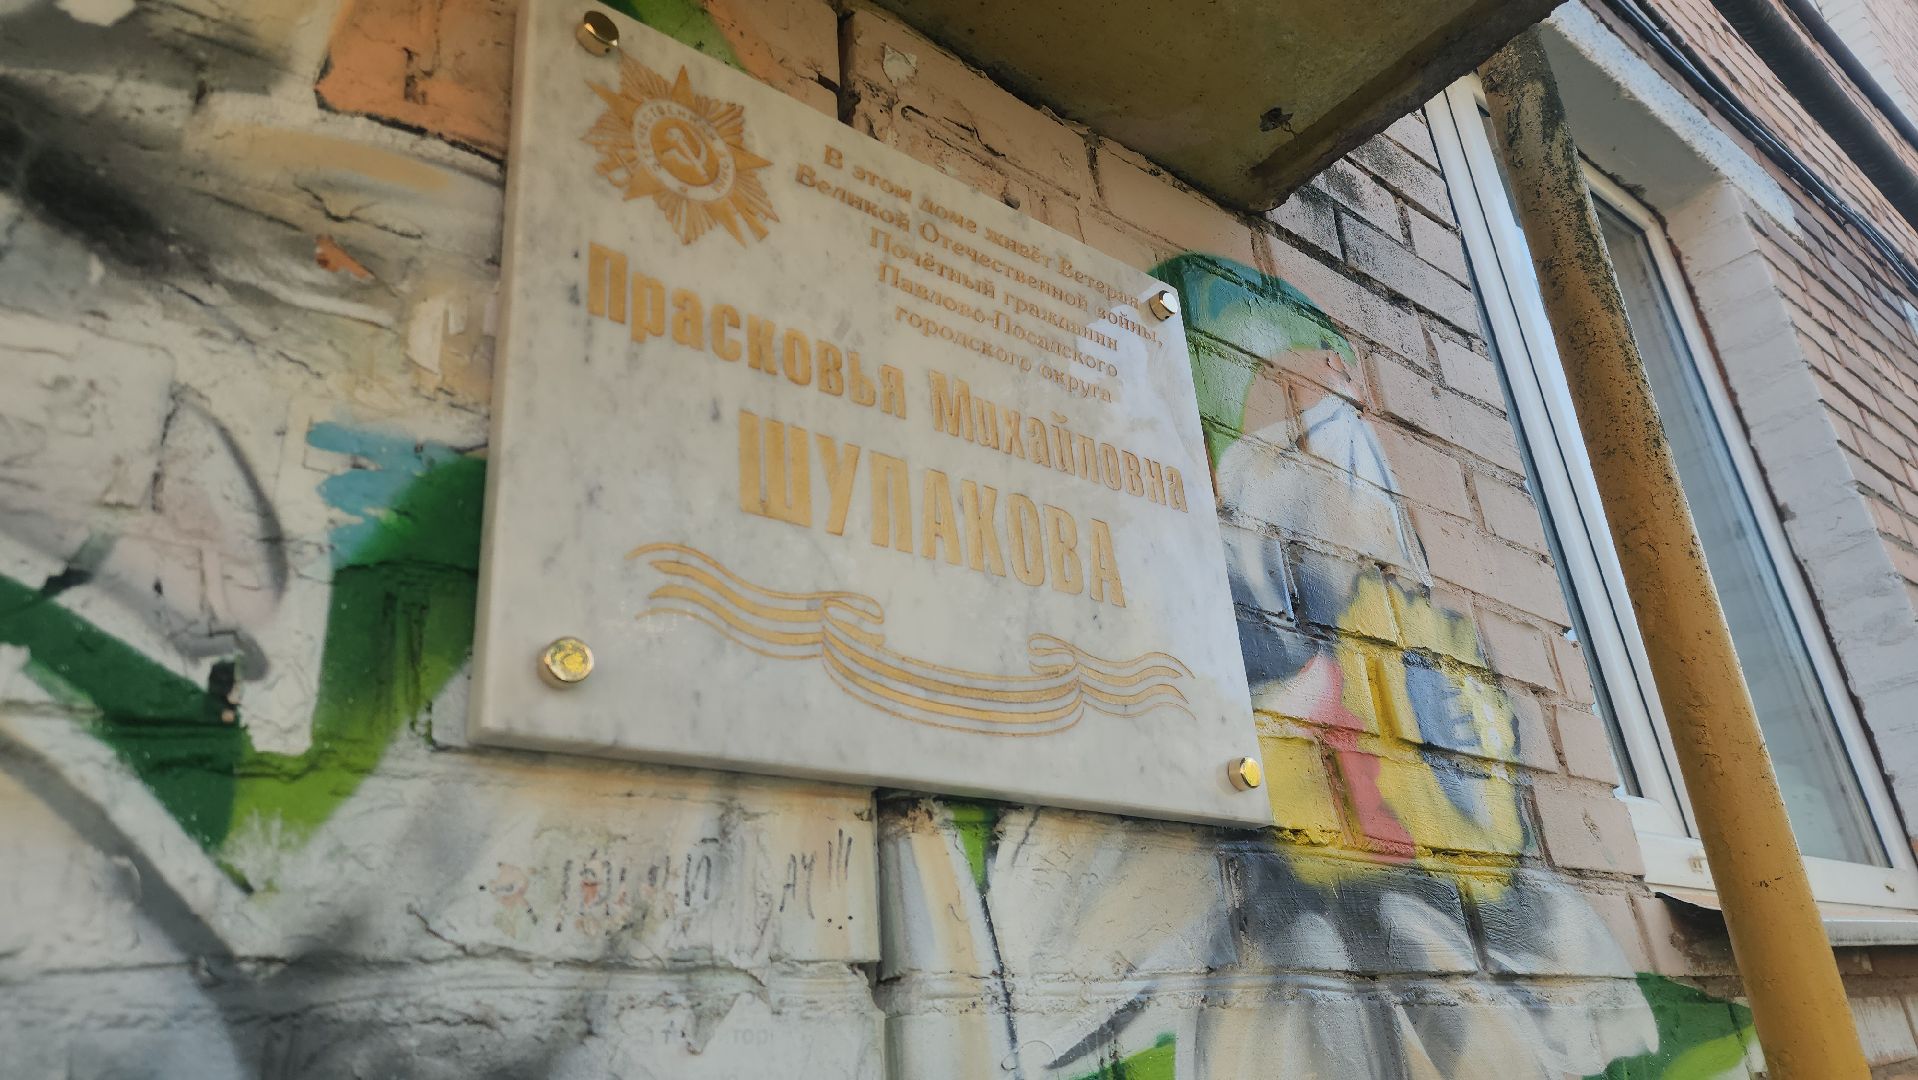 В этом доме живёт Ветеран
Великой Отечественной войны,
Почётный гражданин
Павлово-Посадского
городского округа
Прасковья Михайловна
ШУПАКОВА